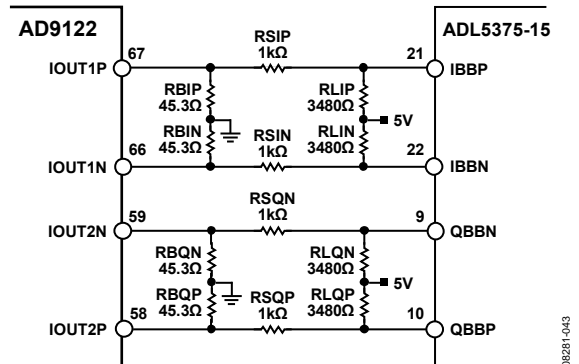 AD9122
ADL5375-15
67
RSIP
1kΩ
21
IOUT1P
IBBP
RBIP
45.3Ω
RLIP
3480Ω
5V
RBIN
45.3Ω
RSIN
1kΩ
RLIN
3480Ω
66
22
IOUT1N
IBBN
59
RSQN
1kΩ
9
IOUT2N
QBBN
RBQN
45.3Ω
RLQN
3480Ω
5V
RBQP
45.3Ω
RSQP
1kΩ
RLQP
3480Ω
58
10
IOUT2P
QBBP
08281-043